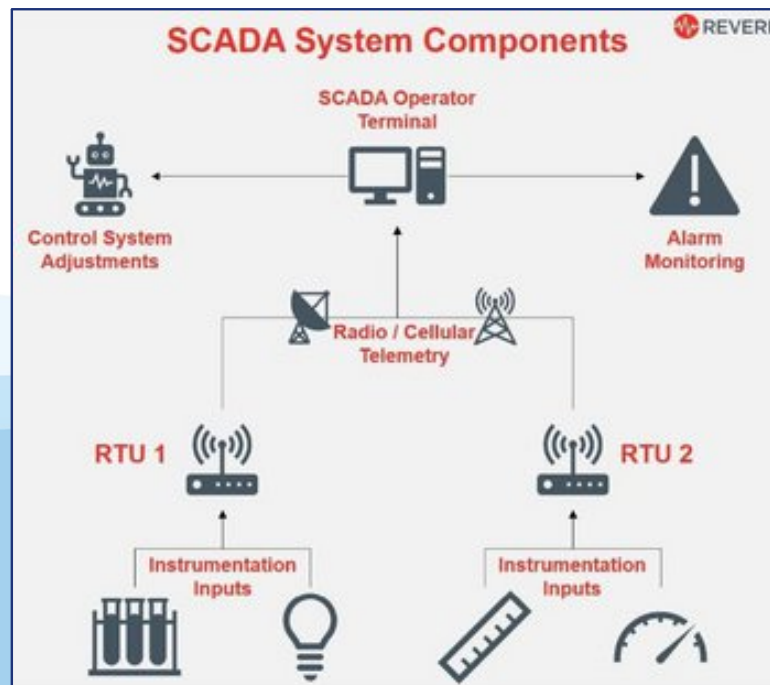 SCADA System Components
SCADA Operator
Terminal
Control System
Adjustments
Alarm
Monitoring
Radio / Cellular
Telemetry
RTU 1
RTU 2
Instrumentation
Inputs
Instrumentation
Inputs